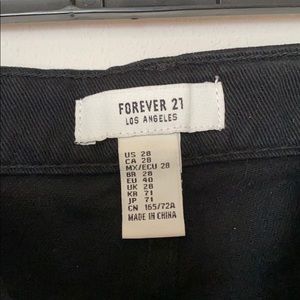 FOREVER 21
LOS ANGELES
US 28
CA 28
MX/ECU 28
BR 28
EU 40
UK 28
KR 71
JP 71
CN 165/72A
MADE IN CHINA